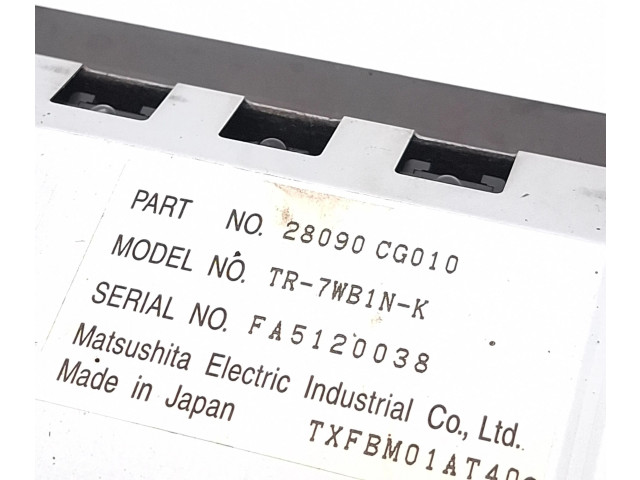 PART NO. 28090 CG010
MODEL NO. TR-7WB1N-K
SERIAL NO. FA5120038
Matsushita Electric Industrial Co., Ltd.
Made in Japan